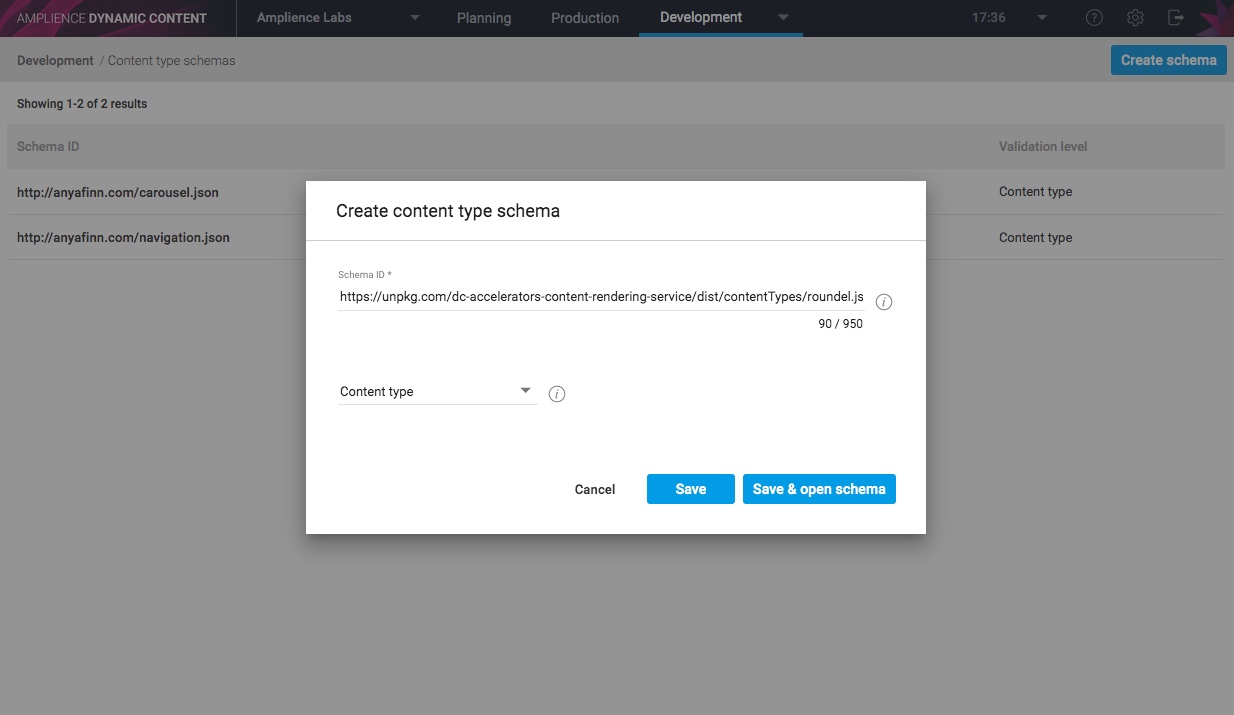 AMPLIENCE DYNAMIC CONTENT
Amplience Labs
Planning
Production
Development
17:36
Development / Content type schemas
Create schema
Showing 1-2 of 2 results
Schema ID
Validation level
http://anyafinn.com/carousel.json
Content type
http://anyafinn.com/navigation.json
Content type
Create content type schema
Schema ID *
https://unpkg.com/dc-accelerators-content-rendering-service/dist/contentTypes/roundel.js
90 / 950
Content type
Cancel
Save
Save & open schema